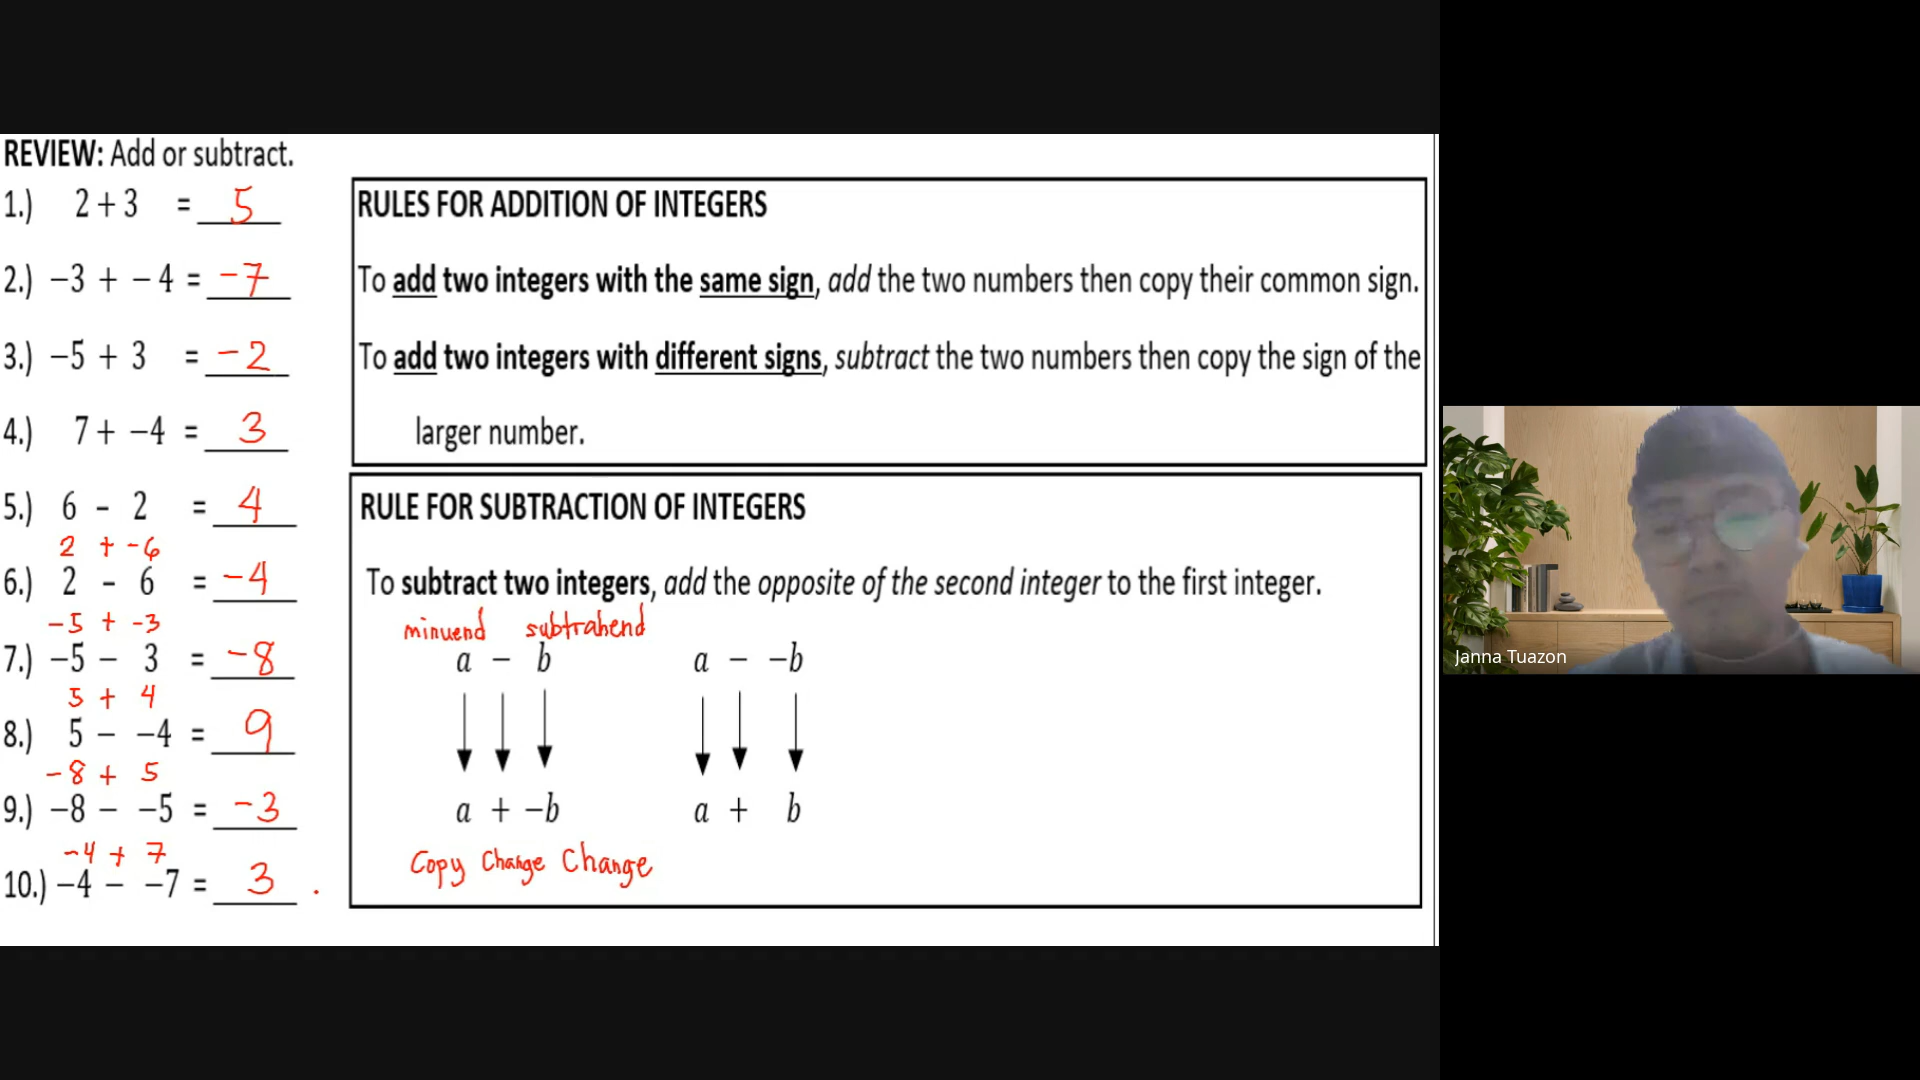 REVIEW: Add or subtract.
1.) 2 + 3 = 5
2.) −3 + −4 = −7
3.) −5 + 3 = −2
4.) 7 + −4 = 3
5.) 6 - 2 = 4
2 + -6
6.) 2 - 6 = -4
-5 + -3
7.) −5 − 3 = -8
5 + 4
8.) 5 − −4 = 9
-8 + 5
9.) −8 − −5 = -3
-4 + 7
10.) −4 − −7 = 3 .
RULES FOR ADDITION OF INTEGERS
To add two integers with the same sign, add the two numbers then copy their common sign.
To add two integers with different signs, subtract the two numbers then copy the sign of the
larger number.
RULE FOR SUBTRACTION OF INTEGERS
To subtract two integers, add the opposite of the second integer to the first integer.
minuend subtrahend
a − b a − −b
a + −b a + b
Copy Change Change
Janna Tuazon